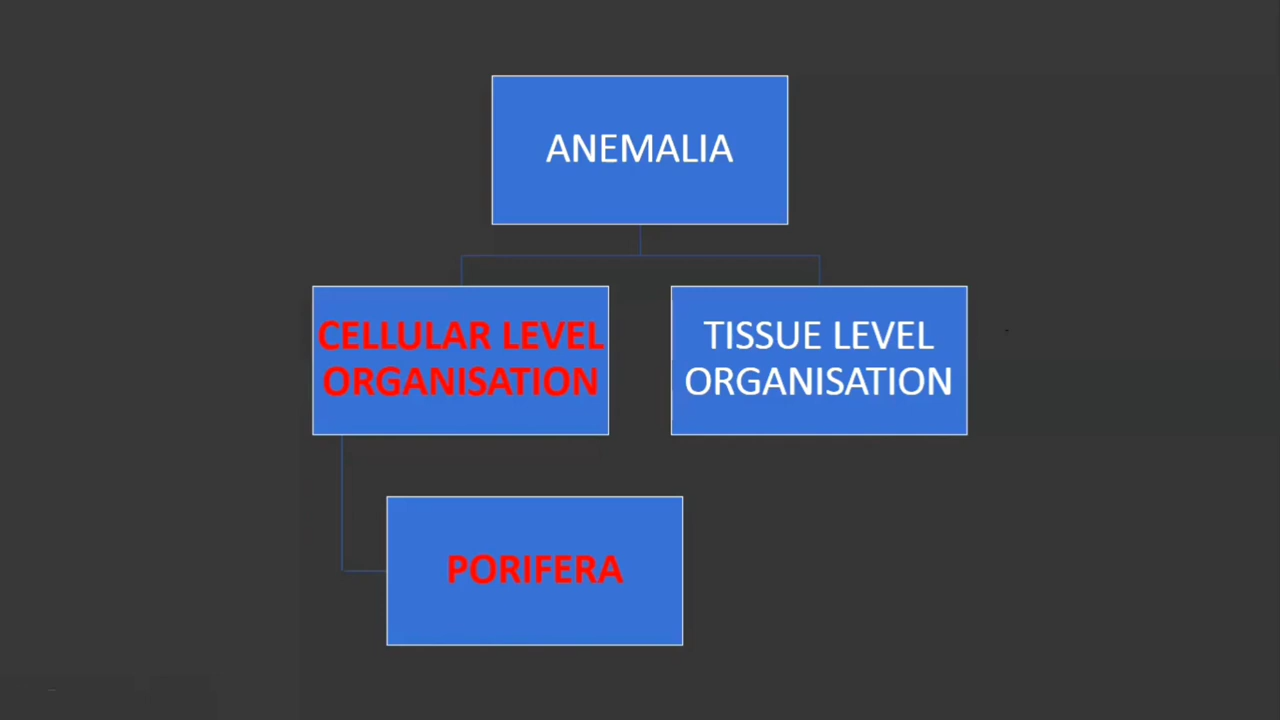 ANEMALIA
CELLULAR LEVEL
ORGANISATION
TISSUE LEVEL
ORGANISATION
PORIFERA